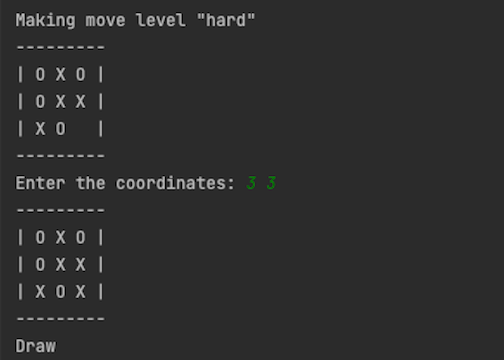 Making move level "hard"
---------
| O X O |
| O X X |
| X O   |
---------
Enter the coordinates: 3 3
---------
| O X O |
| O X X |
| X O X |
---------
Draw